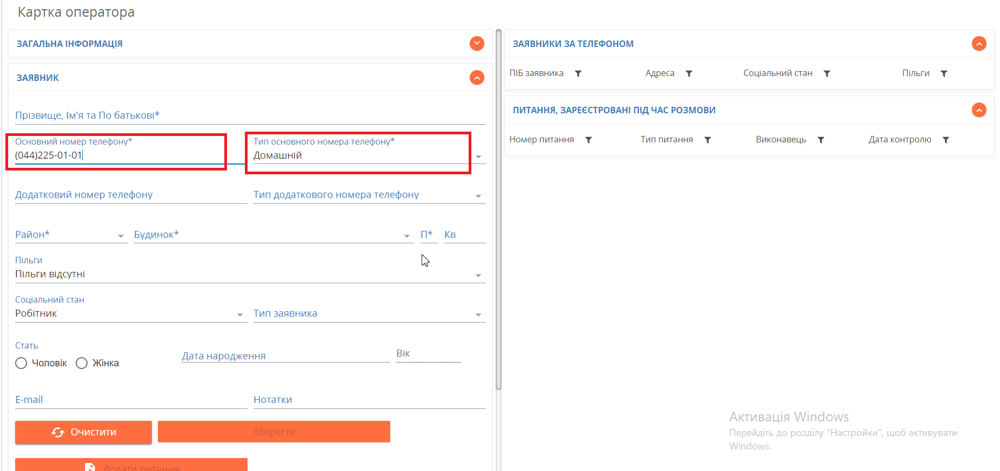 Картка оператора
ЗАГАЛЬНА ІНФОРМАЦІЯ
ЗАЯВНИК
Прізвище, Ім'я та По батькові*
Основний номер телефону*
(044)225-01-01
Тип основного номера телефону*
Домашній
Додатковий номер телефону
Тип додаткового номера телефону
Район*
Будинок*
П*
Кв
Пільги
Пільги відсутні
Соціальний стан
Робітник
Тип заявника
Стать
Чоловік
Жінка
Дата народження
Вік
E-mail
Нотатки
Очистити
Зберегти
Додати питання
ЗАЯВНИКИ ЗА ТЕЛЕФОНОМ
ПІБ заявника
Адреса
Соціальний стан
Пільги
ПИТАННЯ, ЗАРЕЄСТРОВАНІ ПІД ЧАС РОЗМОВИ
Номер питання
Тип питання
Виконавець
Дата контролю
Активація Windows
Перейдіть до розділу "Настройки", щоб активувати
Windows.